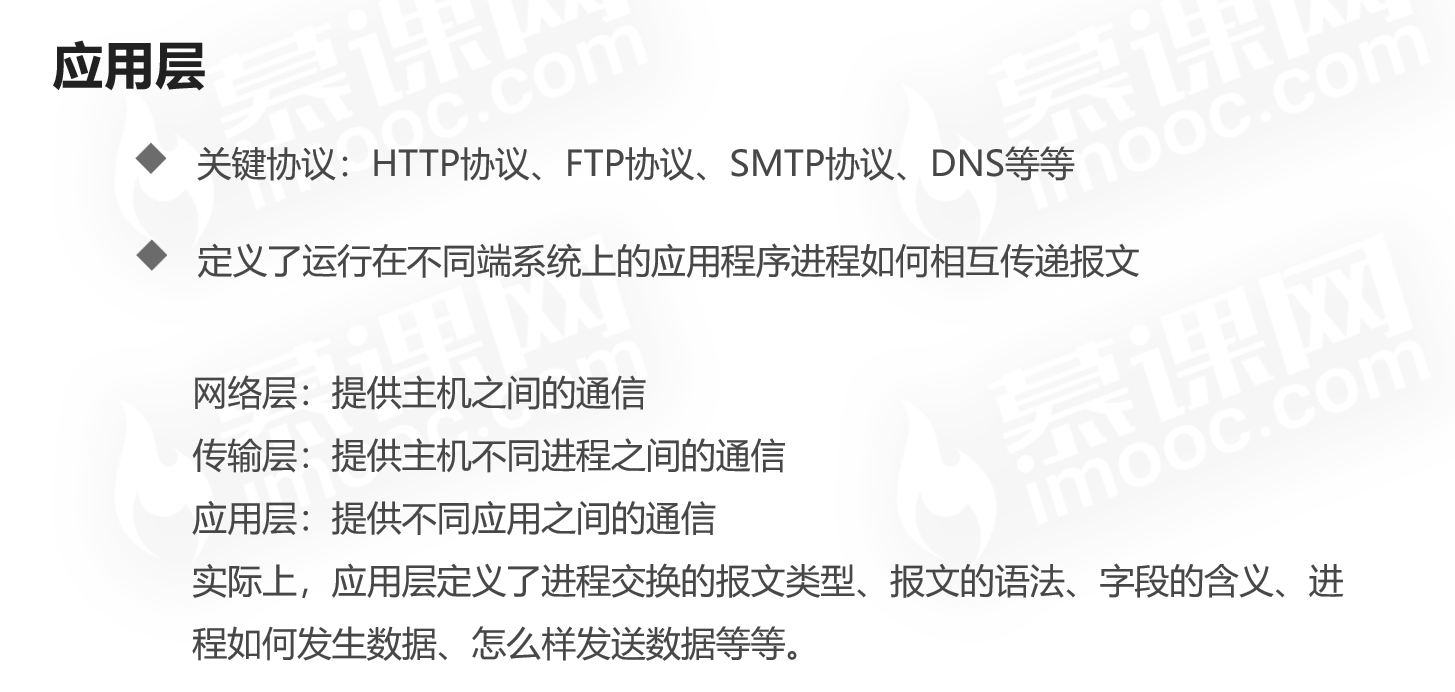 应用层
关键协议：HTTP协议、FTP协议、SMTP协议、DNS等等
定义了运行在不同端系统上的应用程序进程如何相互传递报文
网络层：提供主机之间的通信
传输层：提供主机不同进程之间的通信
应用层：提供不同应用之间的通信
实际上，应用层定义了进程交换的报文类型、报文的语法、字段的含义、进
程如何发生数据、怎么样发送数据等等。
慕课网
imooc.com
慕课网
imooc.com
慕课网
imooc.com
慕课网
imooc.com